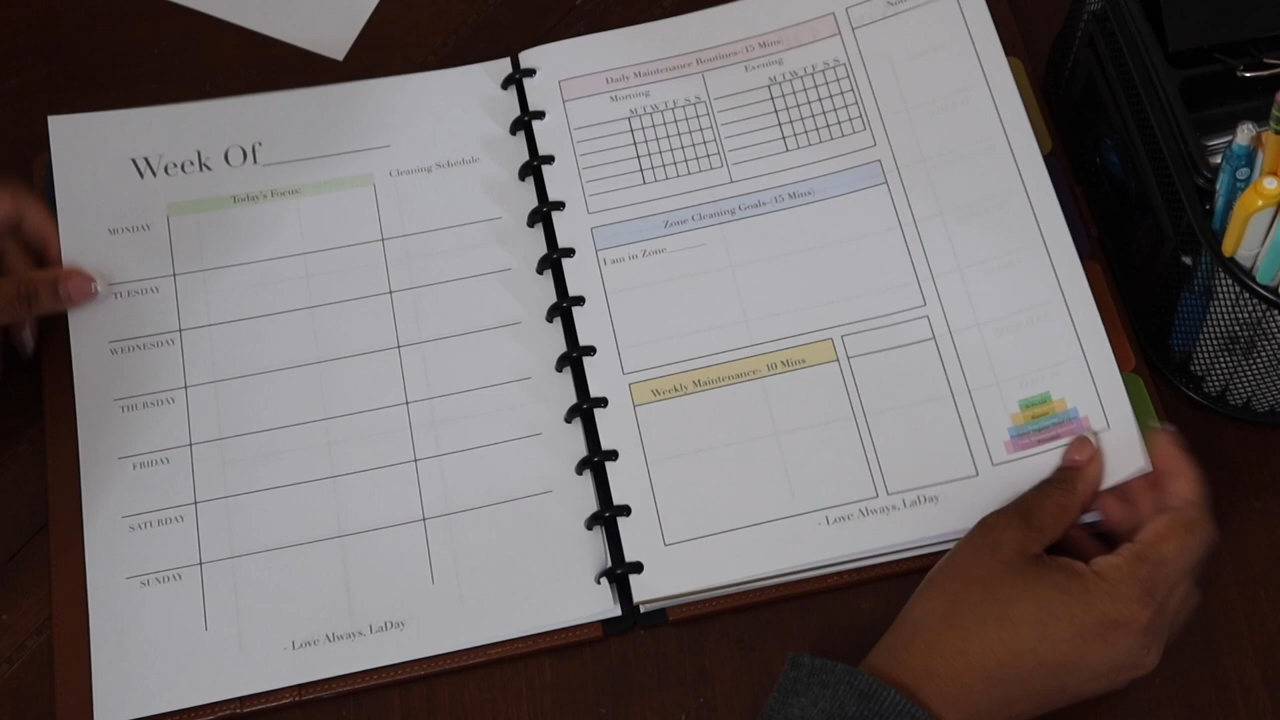 Week Of
Today's Focus:
Cleaning Schedule
MONDAY
TUESDAY
WEDNESDAY
THURSDAY
FRIDAY
SATURDAY
SUNDAY
- Love Always, LaDay
Daily Maintenance Routines-(15 Mins)
Morning
M T W T F S S
Evening
M T W T F S S
Zone Cleaning Goals-(15 Mins)
I am in Zone
Weekly Maintenance- 10 Mins
- Love Always, LaDay